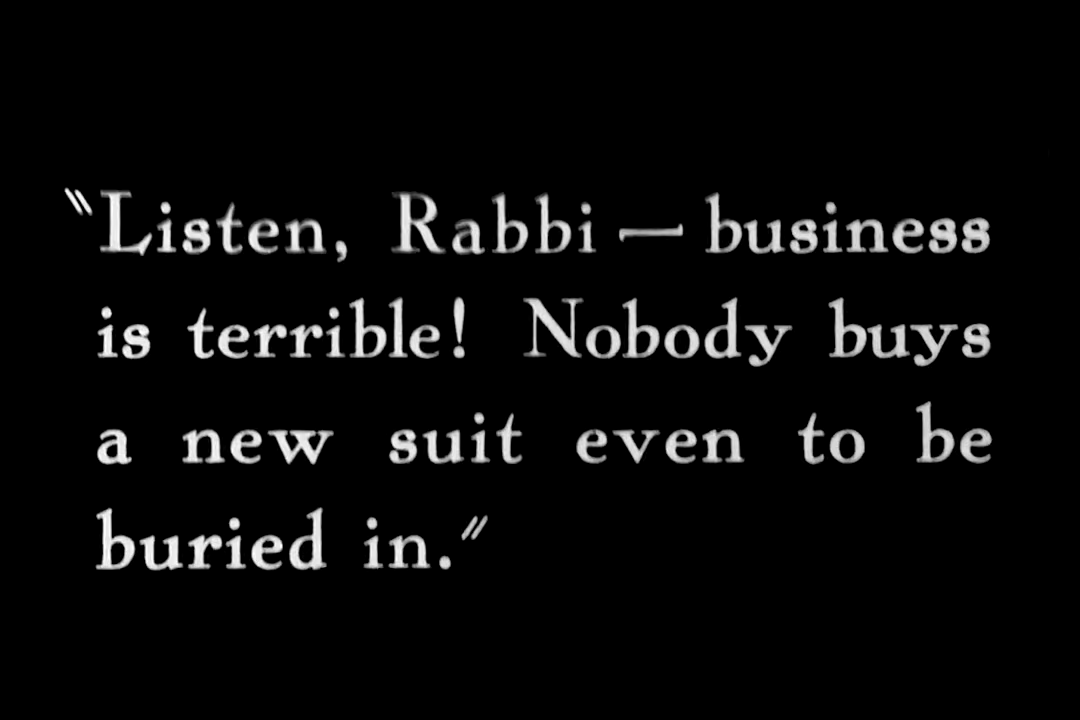 "Listen, Rabbi — business
is terrible! Nobody buys
a new suit even to be
buried in."